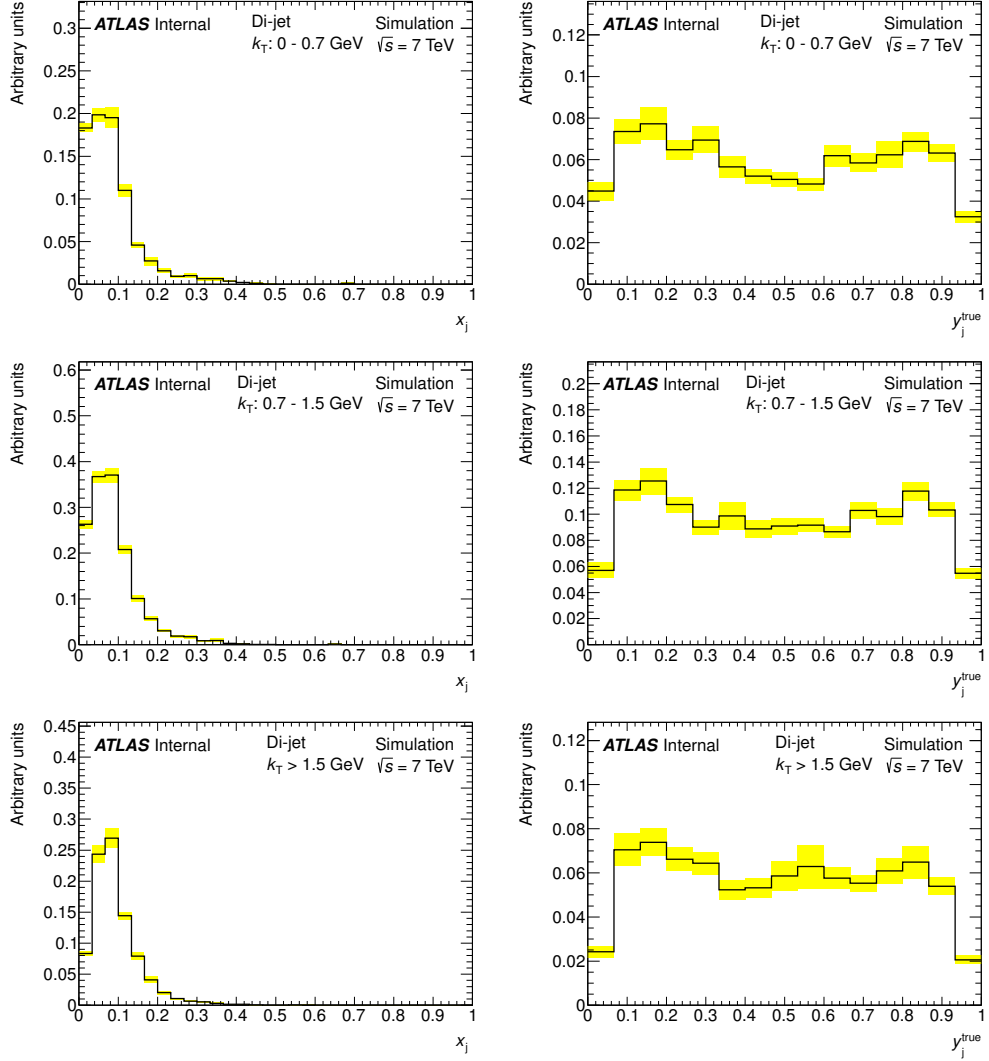 Arbitrary units
0.3
0.25
0.2
0.15
0.1
0.05
0
ATLAS Internal
Di-jet
Simulation
k_T: 0 - 0.7 GeV
√s = 7 TeV
0 0.1 0.2 0.3 0.4 0.5 0.6 0.7 0.8 0.9 1
x_j
Arbitrary units
0.12
0.1
0.08
0.06
0.04
0.02
0
ATLAS Internal
Di-jet
Simulation
k_T: 0 - 0.7 GeV
√s = 7 TeV
0 0.1 0.2 0.3 0.4 0.5 0.6 0.7 0.8 0.9 1
y_j^true
Arbitrary units
0.6
0.5
0.4
0.3
0.2
0.1
0
ATLAS Internal
Di-jet
Simulation
k_T: 0.7 - 1.5 GeV
√s = 7 TeV
0 0.1 0.2 0.3 0.4 0.5 0.6 0.7 0.8 0.9 1
x_j
Arbitrary units
0.2
0.18
0.16
0.14
0.12
0.1
0.08
0.06
0.04
0.02
0
ATLAS Internal
Di-jet
Simulation
k_T: 0.7 - 1.5 GeV
√s = 7 TeV
0 0.1 0.2 0.3 0.4 0.5 0.6 0.7 0.8 0.9 1
y_j^true
Arbitrary units
0.45
0.4
0.35
0.3
0.25
0.2
0.15
0.1
0.05
0
ATLAS Internal
Di-jet
Simulation
k_T > 1.5 GeV
√s = 7 TeV
0 0.1 0.2 0.3 0.4 0.5 0.6 0.7 0.8 0.9 1
x_j
Arbitrary units
0.12
0.1
0.08
0.06
0.04
0.02
0
ATLAS Internal
Di-jet
Simulation
k_T > 1.5 GeV
√s = 7 TeV
0 0.1 0.2 0.3 0.4 0.5 0.6 0.7 0.8 0.9 1
y_j^true